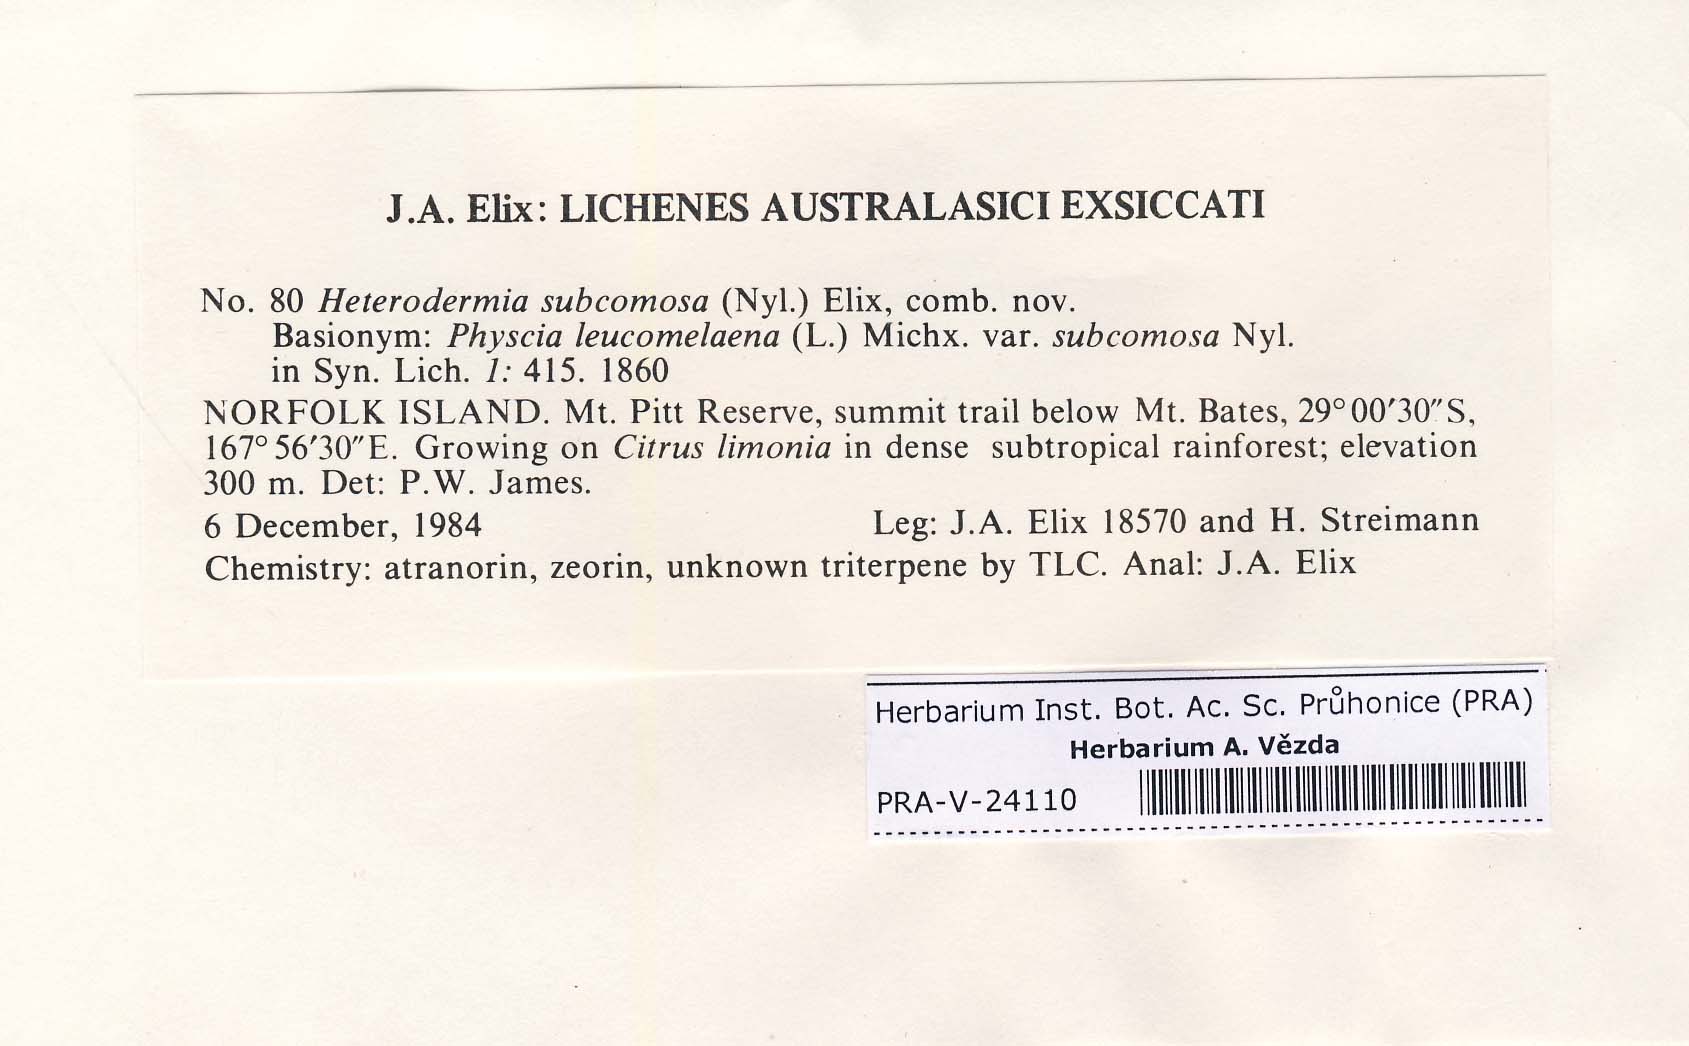 J.A. Elix: LICHENES AUSTRALASICI EXSICCATI
No. 80 Heterodermia subcomosa (Nyl.) Elix, comb. nov.
Basionym: Physcia leucomelaena (L.) Michx. var. subcomosa Nyl.
in Syn. Lich. 1: 415. 1860
NORFOLK ISLAND. Mt. Pitt Reserve, summit trail below Mt. Bates, 29°00′30″S,
167°56′30″E. Growing on Citrus limonia in dense subtropical rainforest; elevation
300 m. Det: P.W. James.
6 December, 1984 Leg: J.A. Elix 18570 and H. Streimann
Chemistry: atranorin, zeorin, unknown triterpene by TLC. Anal: J.A. Elix
Herbarium Inst. Bot. Ac. Sc. Průhonice (PRA)
Herbarium A. Vězda
PRA-V-24110